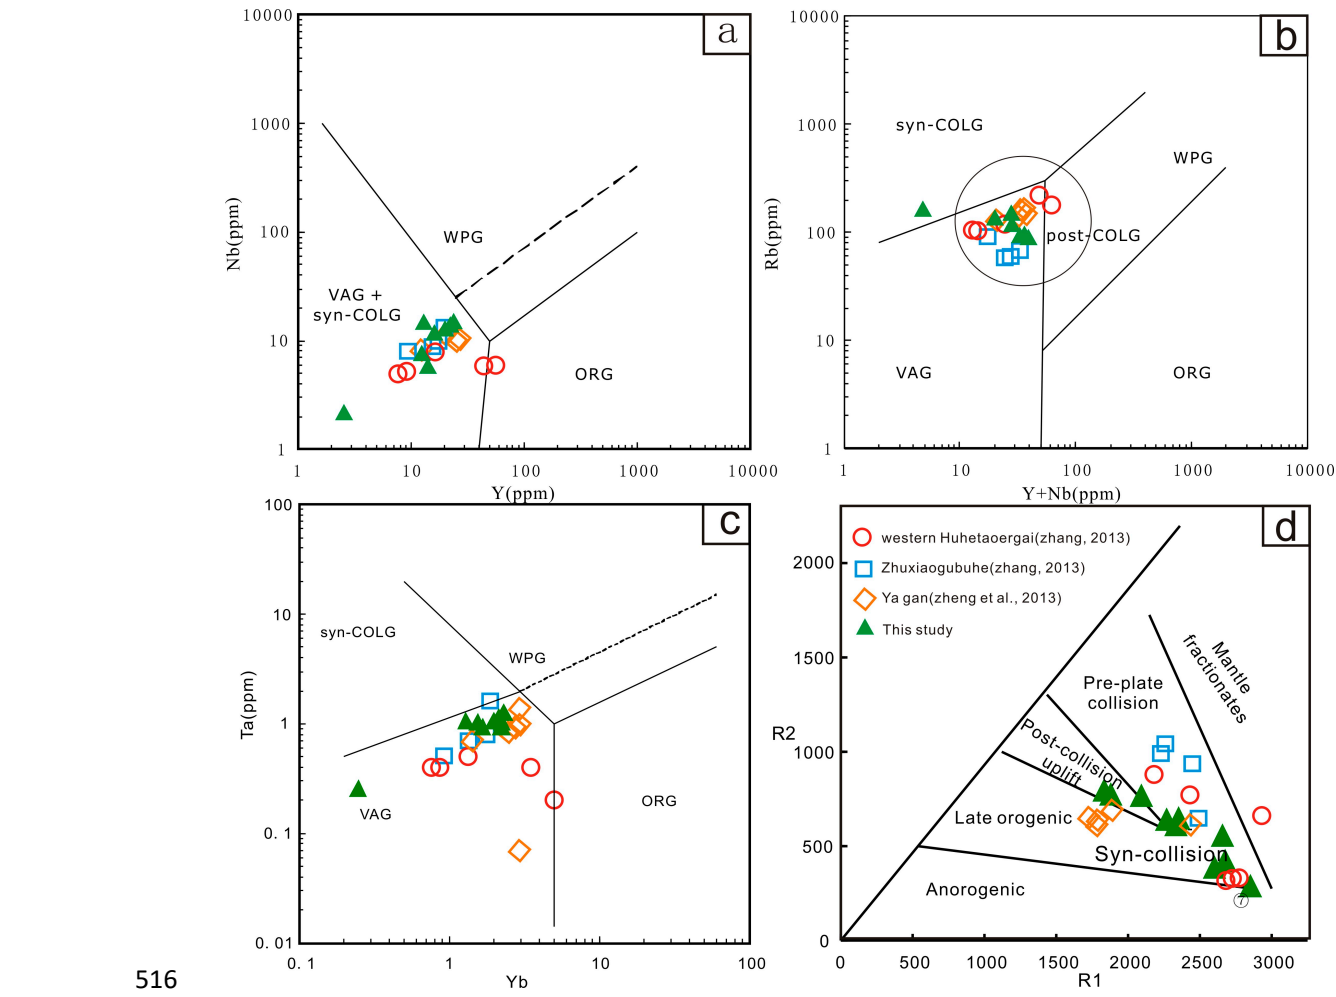 10000
a
1000
Nb(ppm)
100
WPG
VAG +
syn-COLG
10
ORG
1
1
10
100
1000
10000
Y(ppm)
10000
b
1000
syn-COLG
WPG
Rb(ppm)
100
post-COLG
10
VAG
ORG
1
1
10
100
1000
10000
Y+Nb(ppm)
100
c
10
syn-COLG
WPG
Ta(ppm)
1
ORG
VAG
0.1
0.01
0.1
1
10
100
Yb
d
western Huhetaoergai(zhang, 2013)
2000
Zhuxiaogubuhe(zhang, 2013)
Ya gan(zheng et al., 2013)
This study
1500
Mantle
fractionates
Pre-plate
collision
R2
1000
Post-collision
uplift
Late orogenic
500
Syn-collision
Anorogenic
7
0
0
500
1000
1500
2000
2500
3000
R1
516